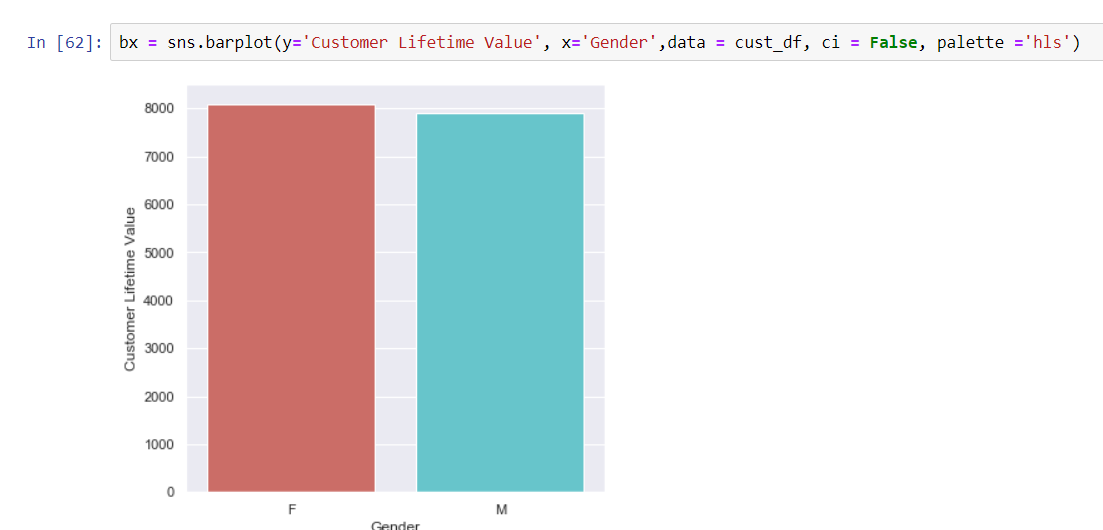 In [62]: bx = sns.barplot(y='Customer Lifetime Value', x='Gender',data = cust_df, ci = False, palette ='hls')
8000
7000
6000
5000
4000
3000
2000
1000
0
Customer Lifetime Value
F M
Gender